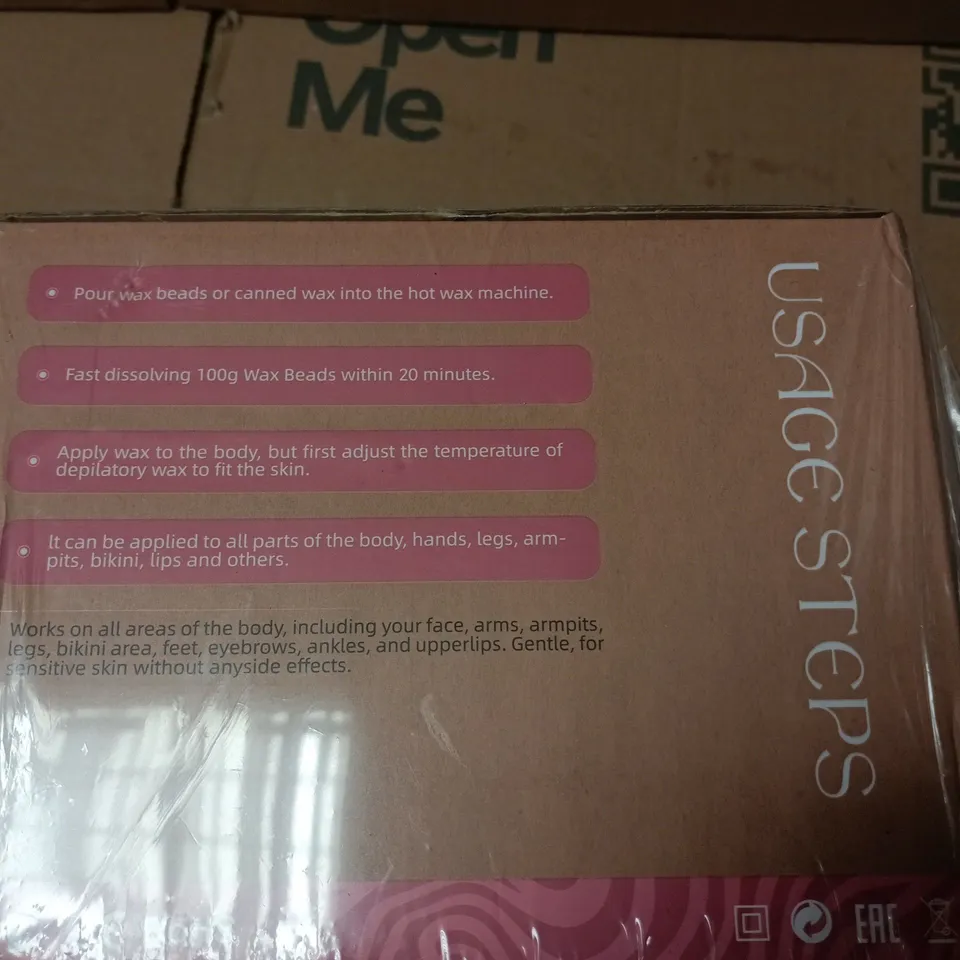 Open
Me
Pour wax beads or canned wax into the hot wax machine.
Fast dissolving 100g Wax Beads within 20 minutes.
Apply wax to the body, but first adjust the temperature of
depilatory wax to fit the skin.
It can be applied to all parts of the body, hands, legs, arm-
pits, bikini, lips and others.
Works on all areas of the body, including your face, arms, armpits,
legs, bikini area, feet, eyebrows, ankles, and upperlips. Gentle, for
sensitive skin without anyside effects.
USAGE STEPS
EAC